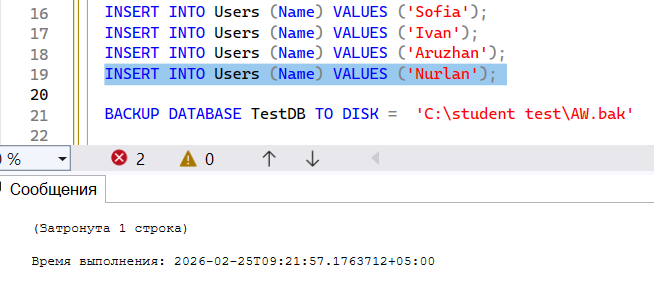 16 INSERT INTO Users (Name) VALUES ('Sofia');
17 INSERT INTO Users (Name) VALUES ('Ivan');
18 INSERT INTO Users (Name) VALUES ('Aruzhan');
19 INSERT INTO Users (Name) VALUES ('Nurlan');
20
21 BACKUP DATABASE TestDB TO DISK =  'C:\student test\AW.bak'
22
% 2 0
Сообщения
(Затронута 1 строка)
Время выполнения: 2026-02-25T09:21:57.1763712+05:00